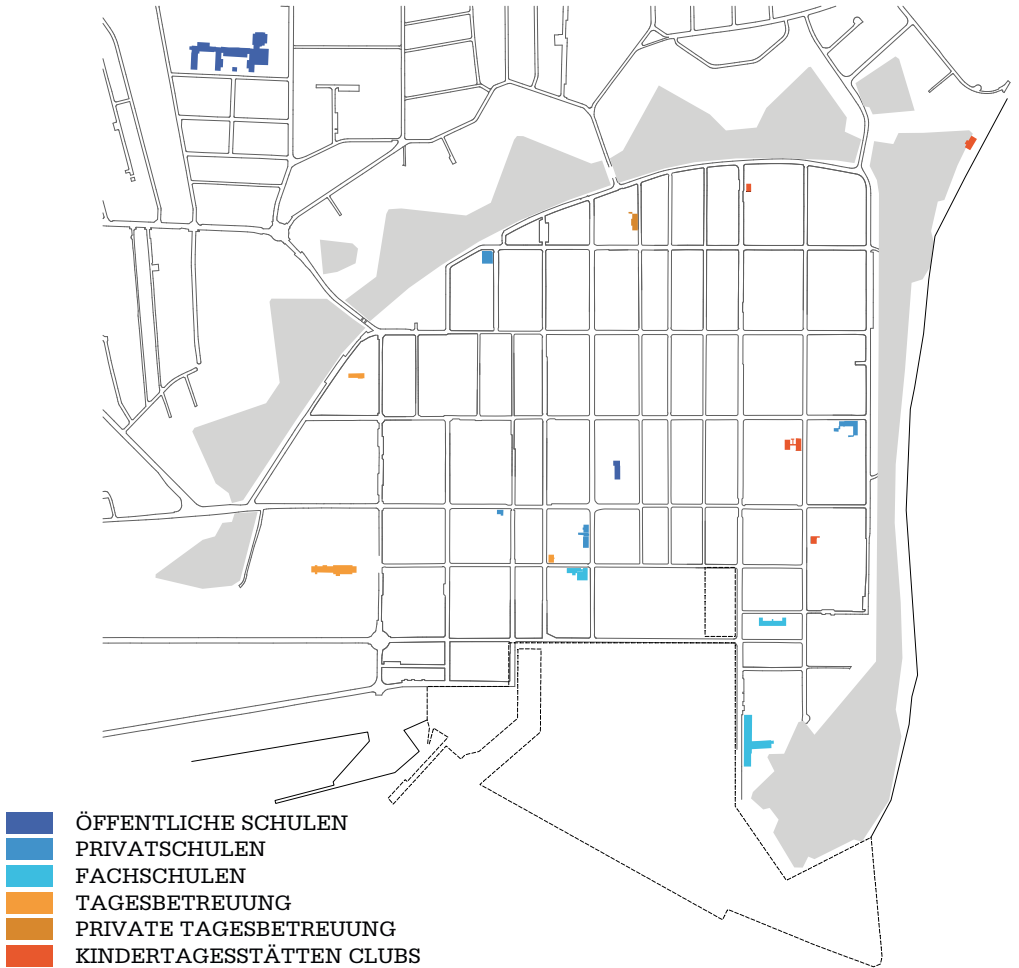 ÖFFENTLICHE SCHULEN
PRIVATSCHULEN
FACHSCHULEN
TAGESBETREUUNG
PRIVATE TAGESBETREUUNG
KINDERTAGESSTÄTTEN CLUBS